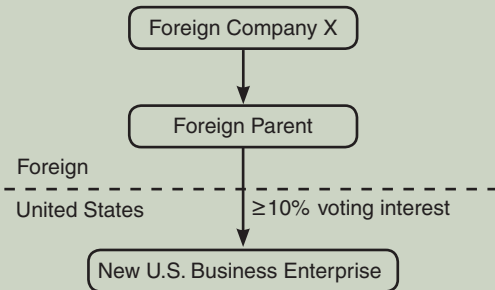 Foreign Company X
Foreign Parent
Foreign
United States
≥10% voting interest
New U.S. Business Enterprise